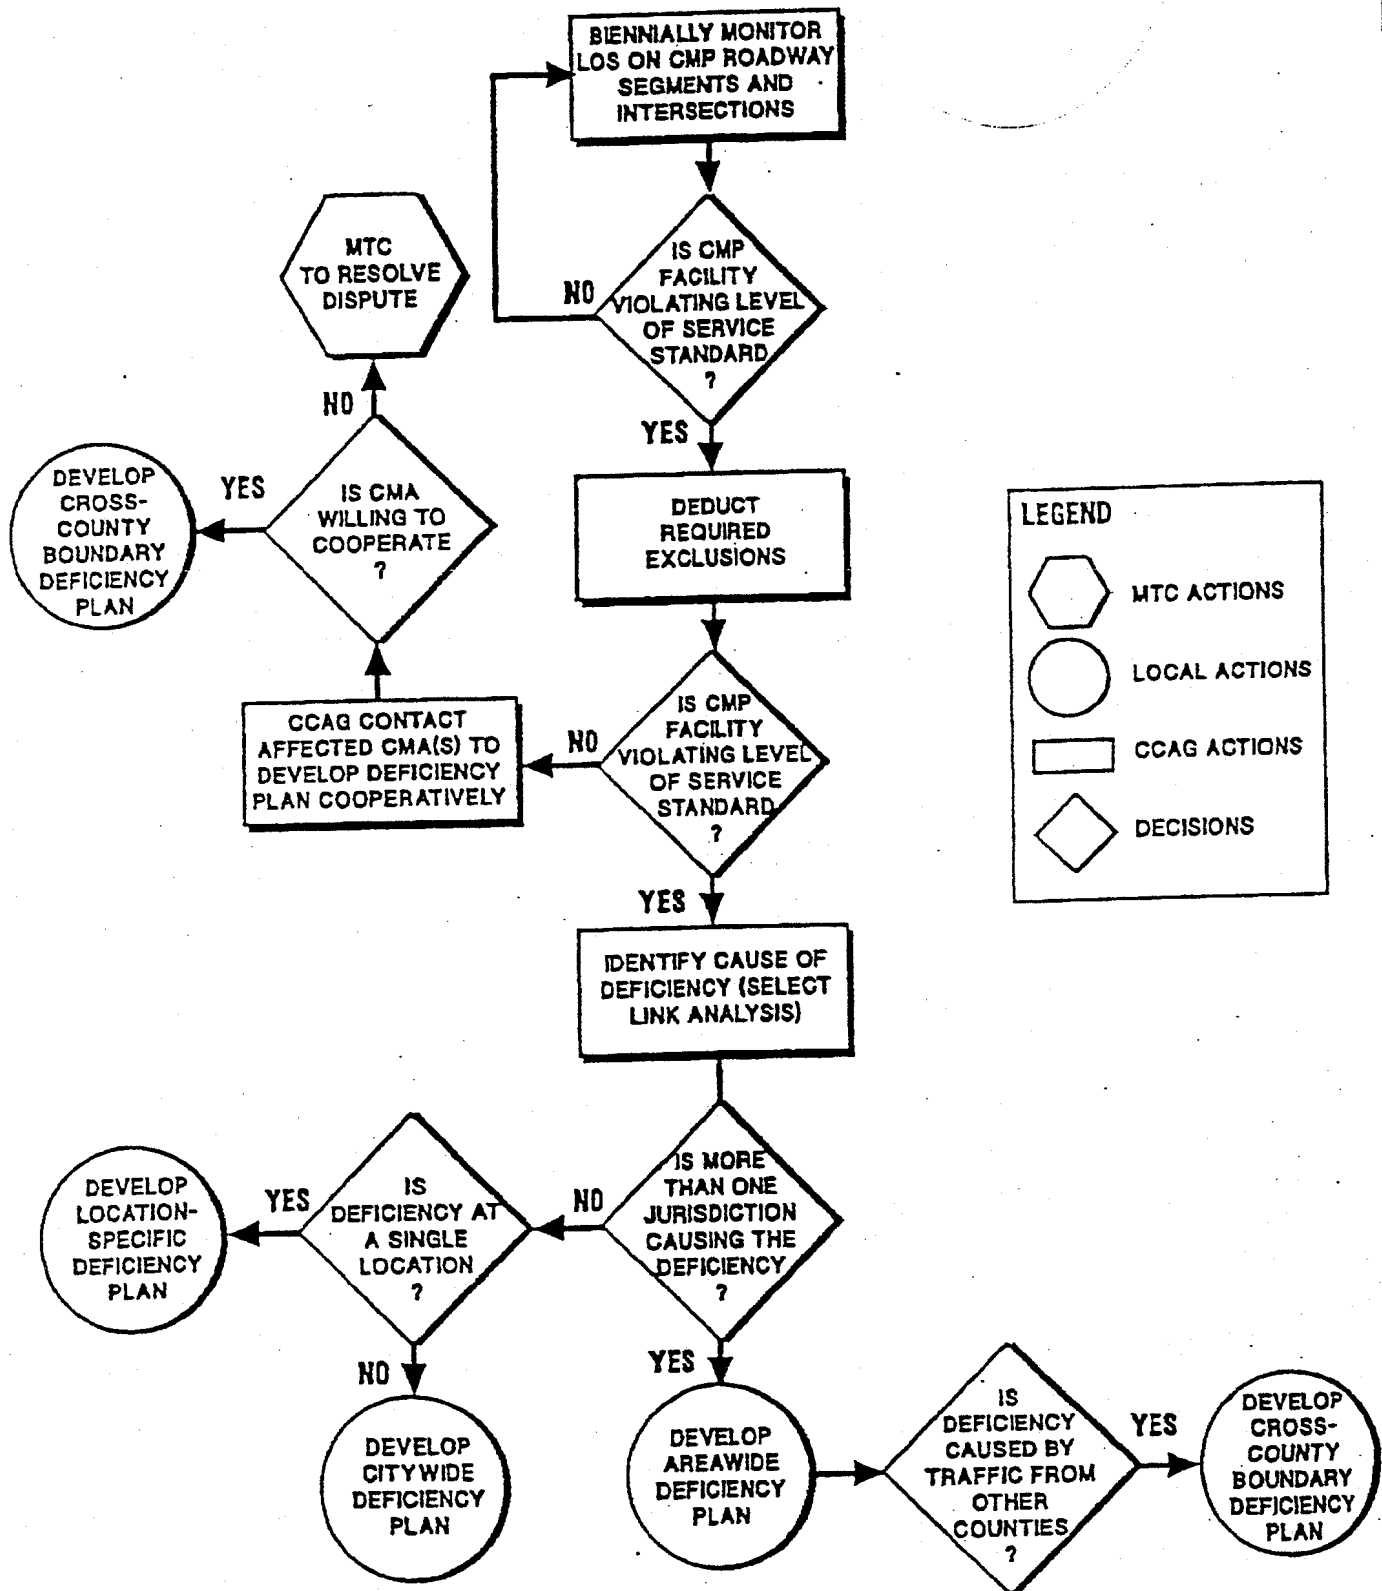 BIENNIALLY MONITOR
LOS ON CMP ROADWAY
SEGMENTS AND
INTERSECTIONS
IS CMP
FACILITY
VIOLATING LEVEL
OF SERVICE
STANDARD
?
NO
YES
MTC
TO RESOLVE
DISPUTE
NO
IS CMA
WILLING TO
COOPERATE
?
YES
DEVELOP
CROSS-
COUNTY
BOUNDARY
DEFICIENCY
PLAN
DEDUCT
REQUIRED
EXCLUSIONS
LEGEND
MTC ACTIONS
LOCAL ACTIONS
CCAG ACTIONS
DECISIONS
IS CMP
FACILITY
VIOLATING LEVEL
OF SERVICE
STANDARD
?
NO
CCAG CONTACT
AFFECTED CMA(S) TO
DEVELOP DEFICIENCY
PLAN COOPERATIVELY
YES
IDENTIFY CAUSE OF
DEFICIENCY (SELECT
LINK ANALYSIS)
IS MORE
THAN ONE
JURISDICTION
CAUSING THE
DEFICIENCY
?
NO
IS
DEFICIENCY AT
A SINGLE
LOCATION
?
YES
DEVELOP
LOCATION-
SPECIFIC
DEFICIENCY
PLAN
NO
DEVELOP
CITYWIDE
DEFICIENCY
PLAN
YES
DEVELOP
AREAWIDE
DEFICIENCY
PLAN
IS
DEFICIENCY
CAUSED BY
TRAFFIC FROM
OTHER
COUNTIES
?
YES
DEVELOP
CROSS-
COUNTY
BOUNDARY
DEFICIENCY
PLAN